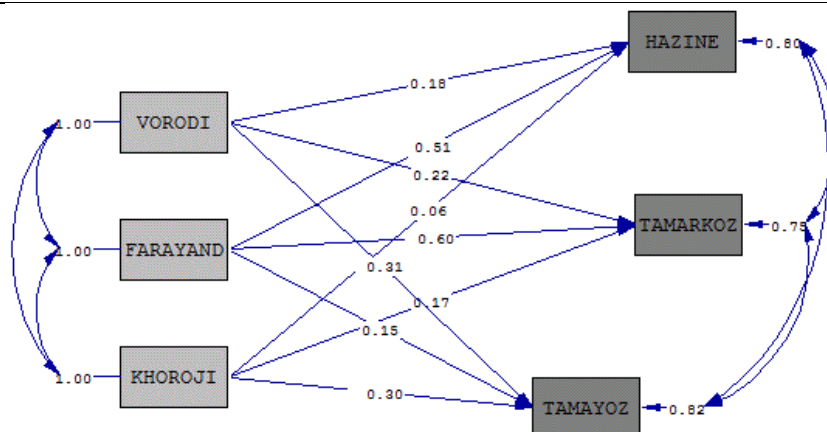 HAZINE
0.80
0.18
1.00
VORODI
0.51
0.22
0.06
TAMARKOZ
0.75
1.00
FARAYAND
0.60
0.31
0.17
0.15
1.00
KHOROJI
0.30
TAMAYOZ
0.82